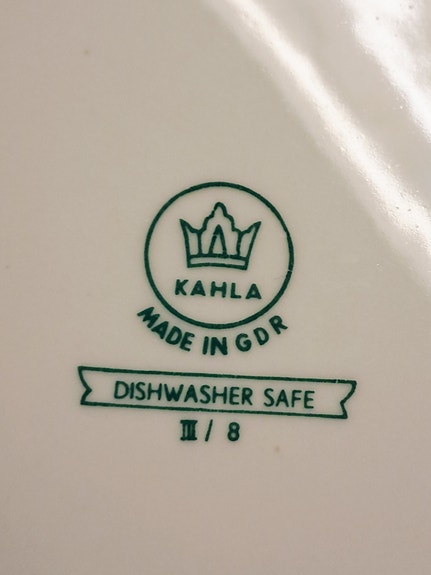 KAHLA
MADE IN GDR
DISHWASHER SAFE
III / 8